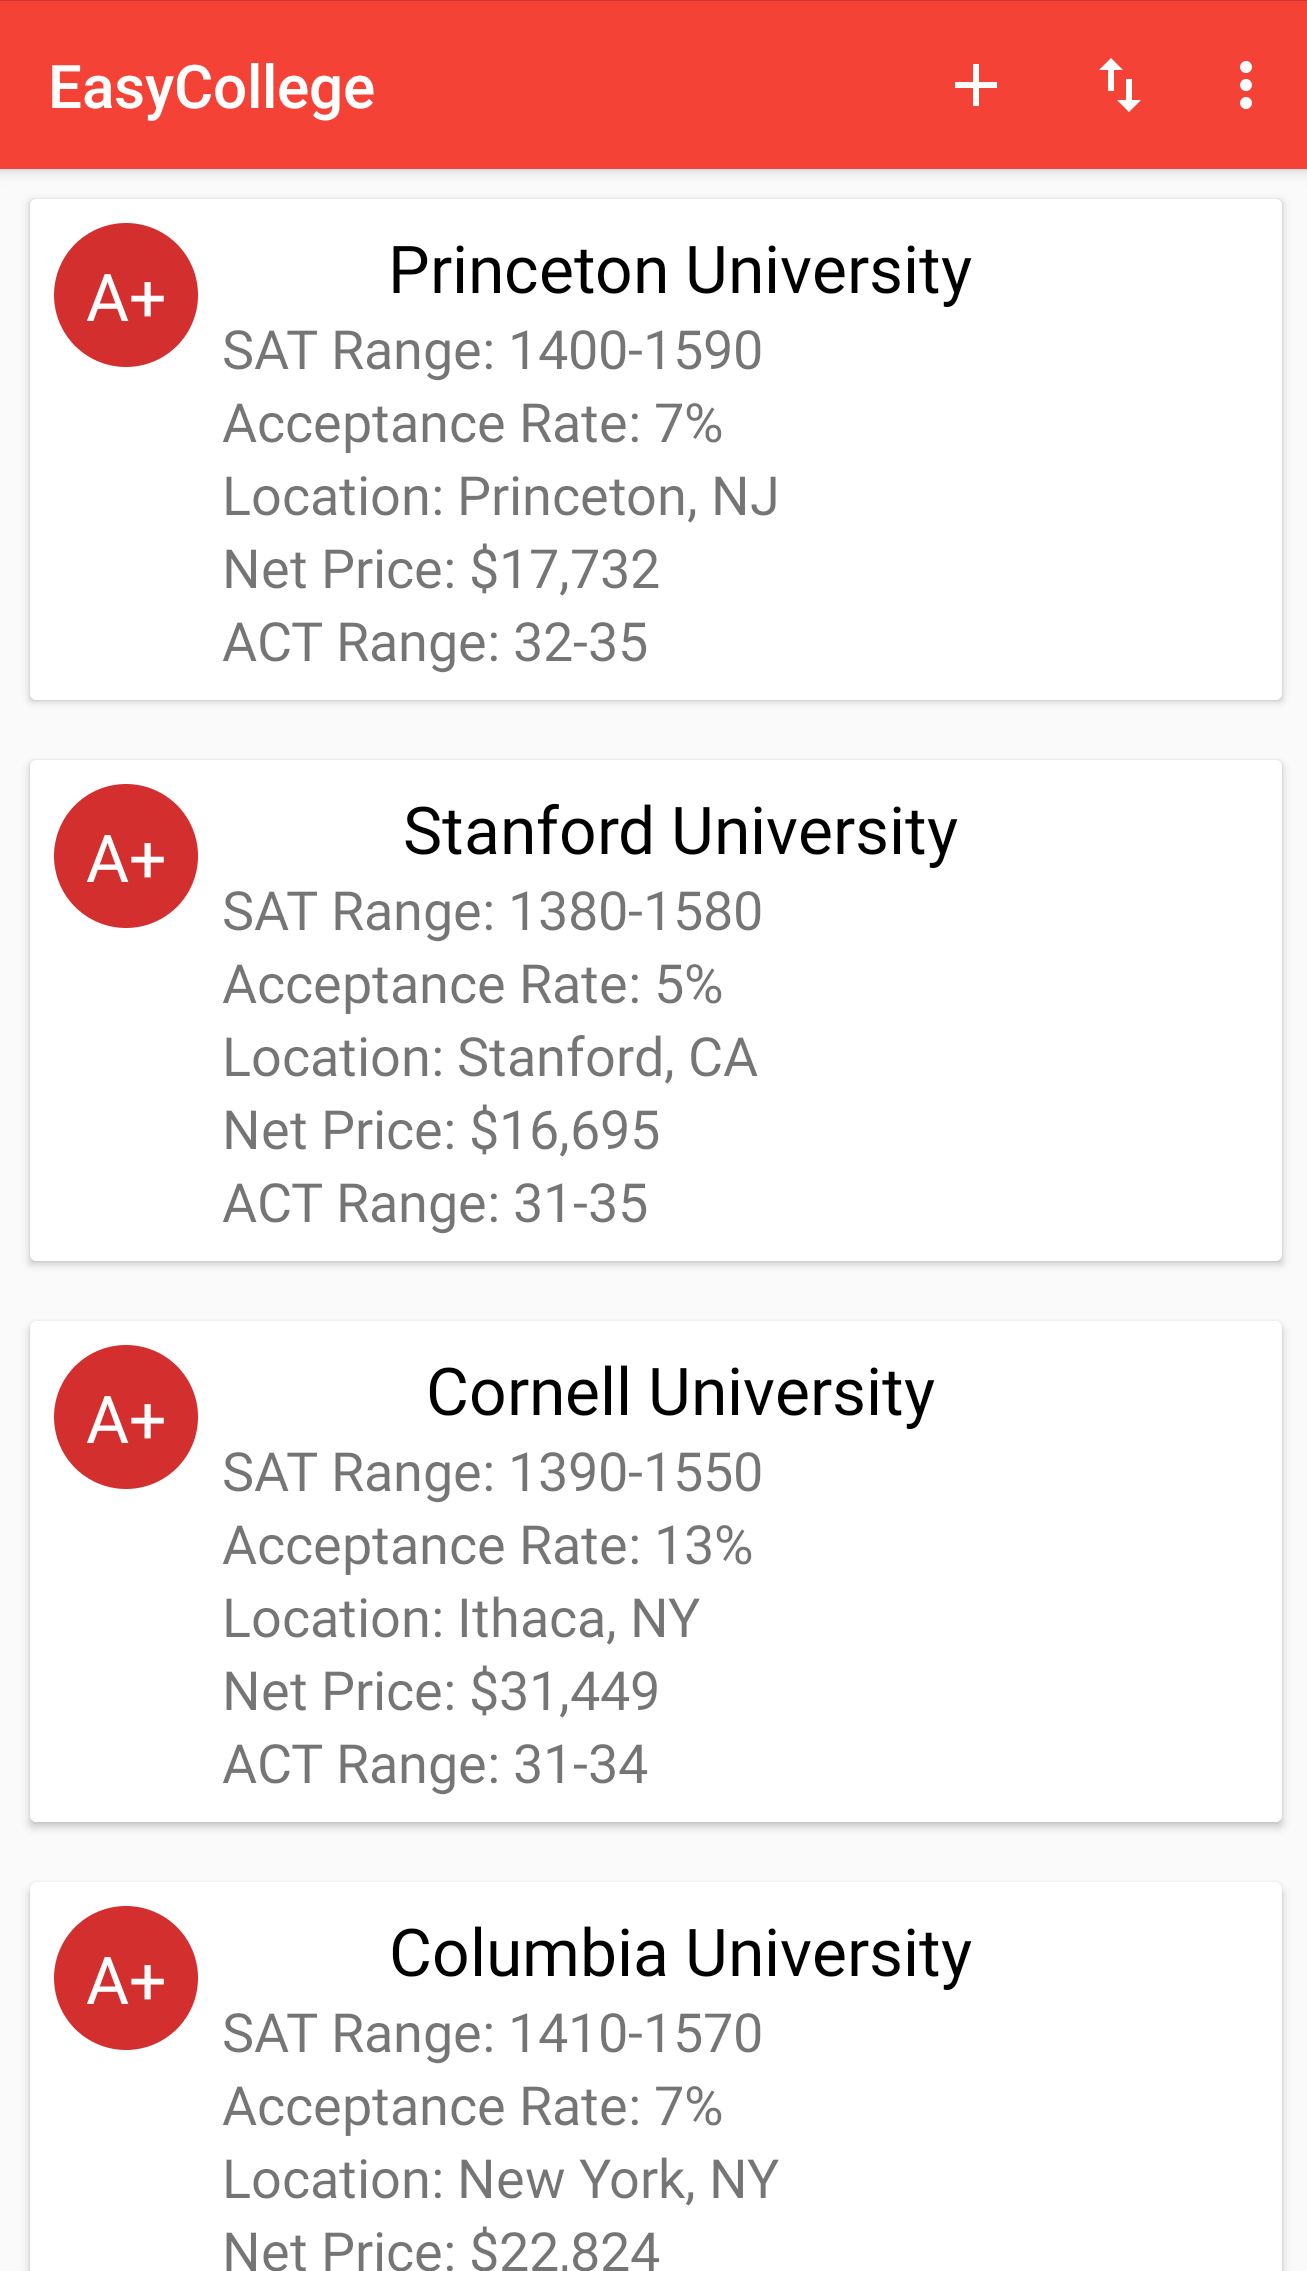 EasyCollege
A+
Princeton University
SAT Range: 1400-1590
Acceptance Rate: 7%
Location: Princeton, NJ
Net Price: $17,732
ACT Range: 32-35
A+
Stanford University
SAT Range: 1380-1580
Acceptance Rate: 5%
Location: Stanford, CA
Net Price: $16,695
ACT Range: 31-35
A+
Cornell University
SAT Range: 1390-1550
Acceptance Rate: 13%
Location: Ithaca, NY
Net Price: $31,449
ACT Range: 31-34
A+
Columbia University
SAT Range: 1410-1570
Acceptance Rate: 7%
Location: New York, NY
Net Price: $22,824